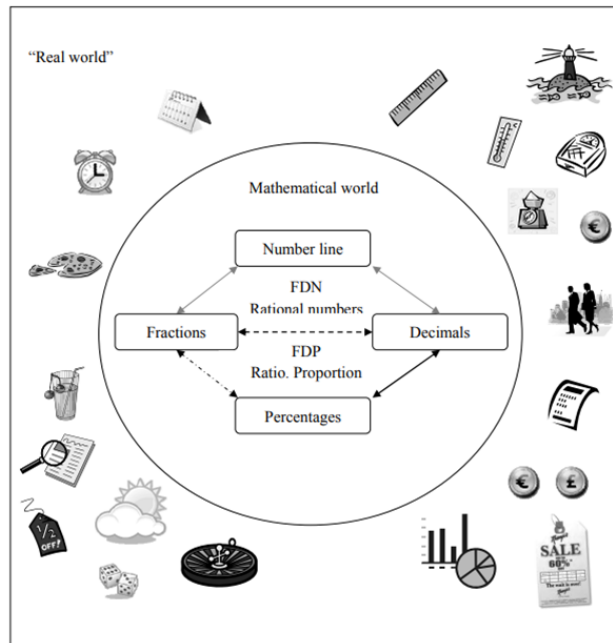 “Real world”
Mathematical world
Number line
FDN
Rational numbers
Fractions
Decimals
FDP
Ratio. Proportion
Percentages
€
€
£
1/2
OFF!
SALE
60%